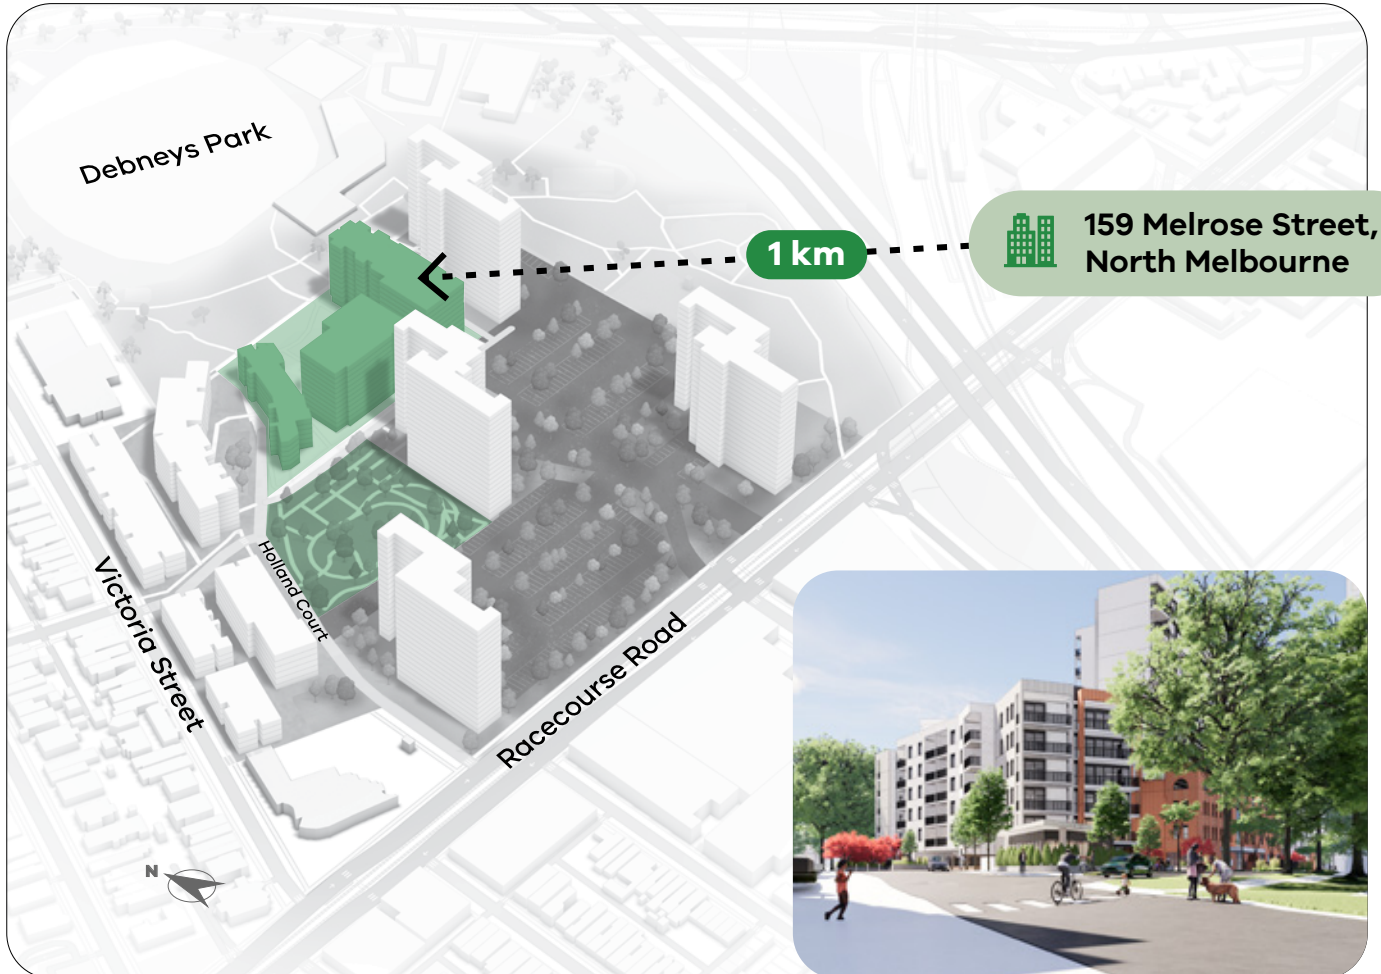 Debneys Park
1 km
159 Melrose Street,
North Melbourne
Holland Court
Victoria Street
Racecourse Road
N